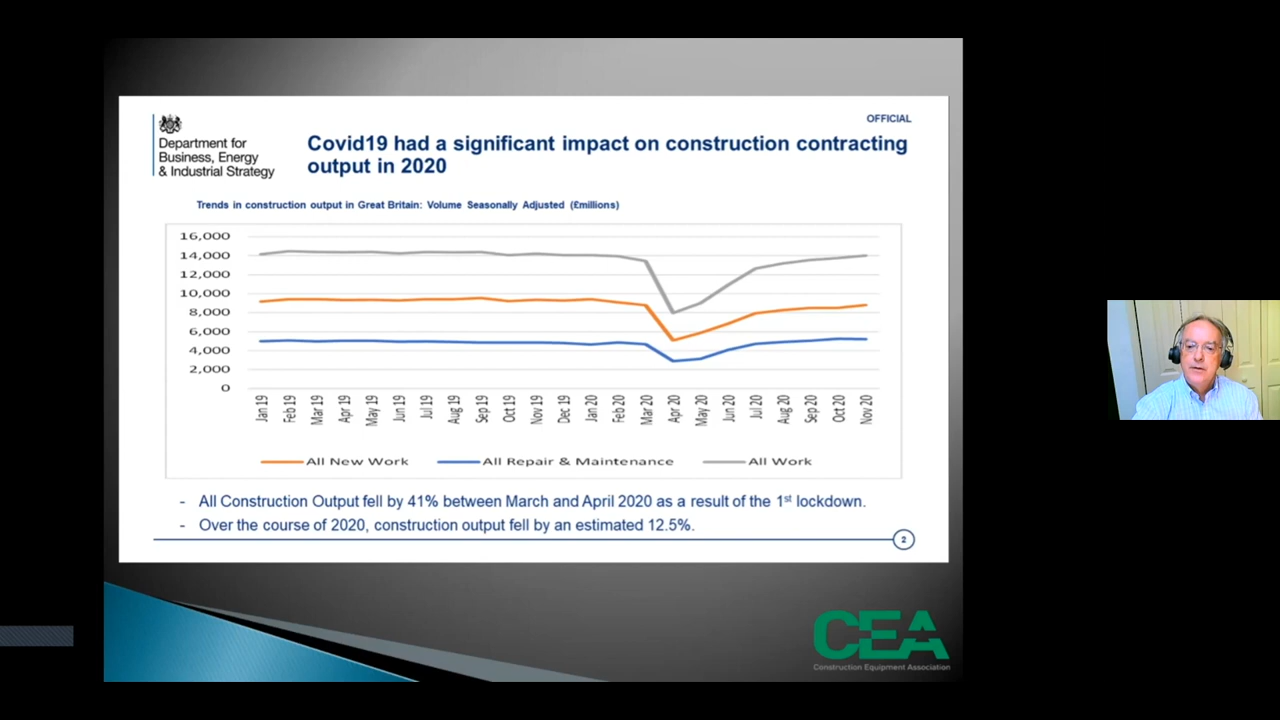 OFFICIAL
Department for
Business, Energy
& Industrial Strategy
Covid19 had a significant impact on construction contracting
output in 2020
Trends in construction output in Great Britain: Volume Seasonally Adjusted (£millions)
16,000
14,000
12,000
10,000
8,000
6,000
4,000
2,000
0
Jan 19 Feb 19 Mar 19 Apr 19 May 19 Jun 19 Jul 19 Aug 19 Sep 19 Oct 19 Nov 19 Dec 19 Jan 20 Feb 20 Mar 20 Apr 20 May 20 Jun 20 Jul 20 Aug 20 Sep 20 Oct 20 Nov 20
All New Work All Repair & Maintenance All Work
- All Construction Output fell by 41% between March and April 2020 as a result of the 1st lockdown.
- Over the course of 2020, construction output fell by an estimated 12.5%.
2
CEA
Construction Equipment Association